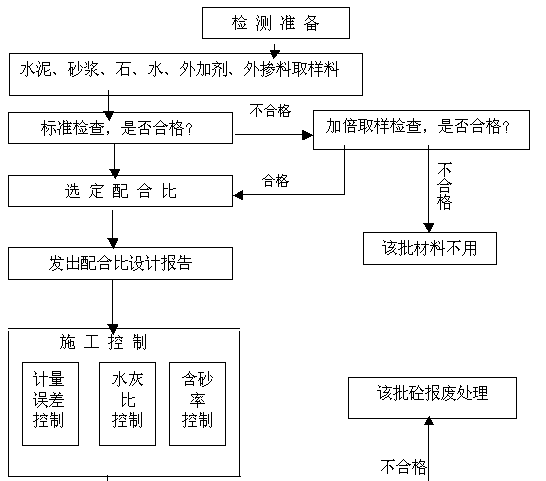 检 测 准 备
水泥、砂浆、石、水、外加剂、外掺料取样料
标准检查，是否合格？
不合格
加倍取样检查，是否合格？
合格
不合格
选 定 配 合 比
该批材料不用
发出配合比设计报告
施 工 控 制
计量
误差
控制
水灰
比
控制
含砂
率
控制
该批砼报废处理
不合格